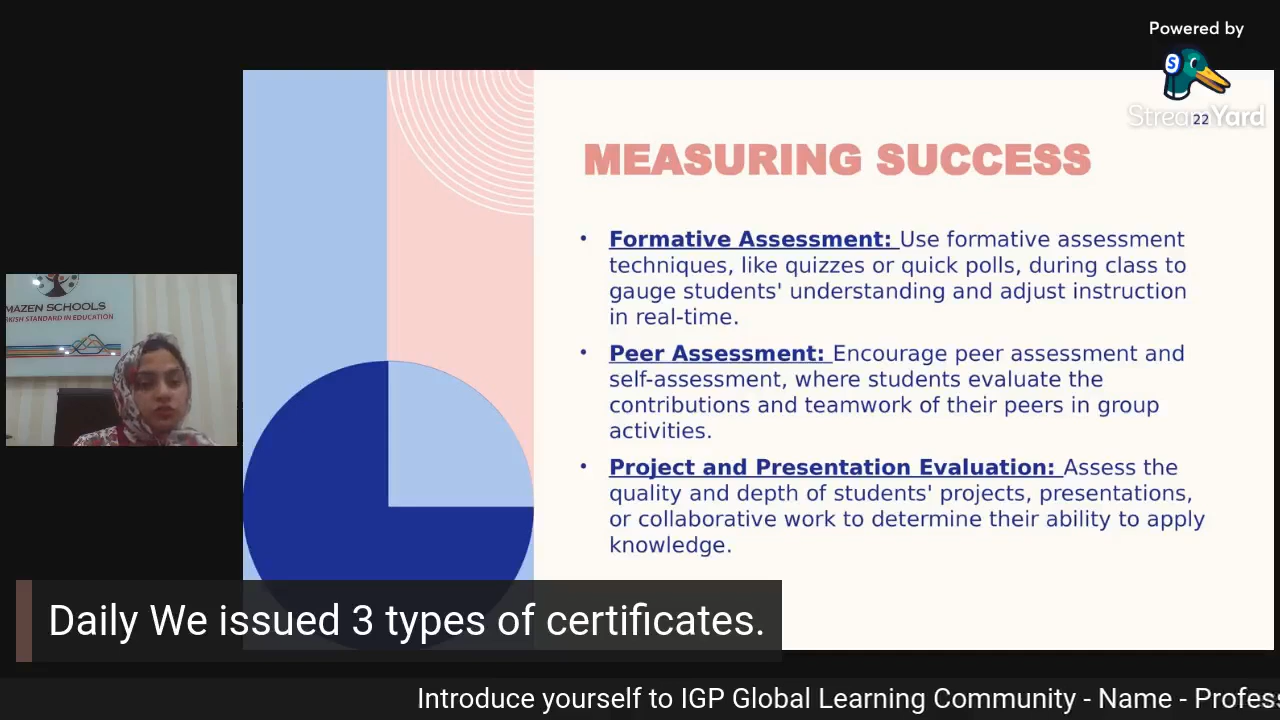 Powered by
StreamYard
22
MEASURING SUCCESS
• Formative Assessment: Use formative assessment
techniques, like quizzes or quick polls, during class to
gauge students' understanding and adjust instruction
in real-time.
• Peer Assessment: Encourage peer assessment and
self-assessment, where students evaluate the
contributions and teamwork of their peers in group
activities.
• Project and Presentation Evaluation: Assess the
quality and depth of students' projects, presentations,
or collaborative work to determine their ability to apply
knowledge.
MAZEN SCHOOLS
STANDARD IN EDUCATION
Daily We issued 3 types of certificates.
Introduce yourself to IGP Global Learning Community - Name - Profess